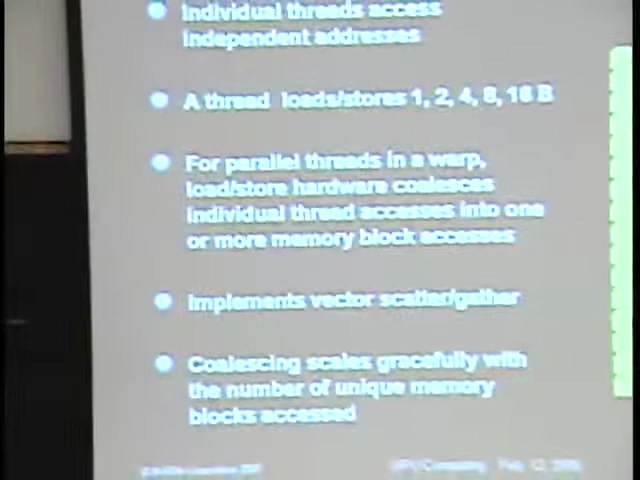 Individual threads access
independent addresses
A thread loads/stores 1, 2, 4, 8, 16 B
For parallel threads in a warp,
load/store hardware coalesces
individual thread accesses into one
or more memory block accesses
Implements vector scatter/gather
Coalescing scales gracefully with
the number of unique memory
blocks accessed